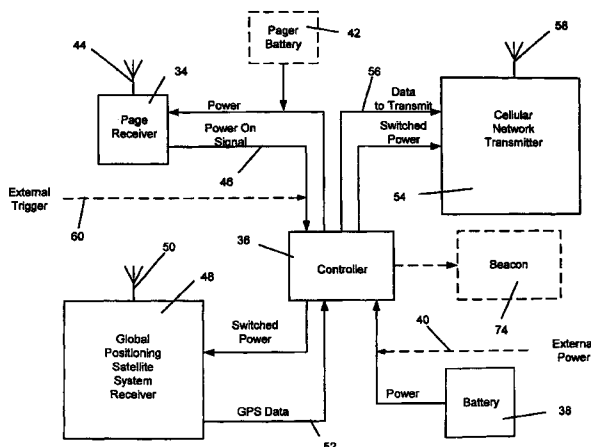 Pager
Battery
42
44
34
56
58
Page
Receiver
Power
Power On
Signal
46
Data
to Transmit
Switched
Power
Cellular
Network
Transmitter
54
External
Trigger
60
36
Controller
Beacon
74
50
48
Global
Positioning
Satellite
System
Receiver
Switched
Power
GPS Data
52
40
External
Power
Power
Battery
38